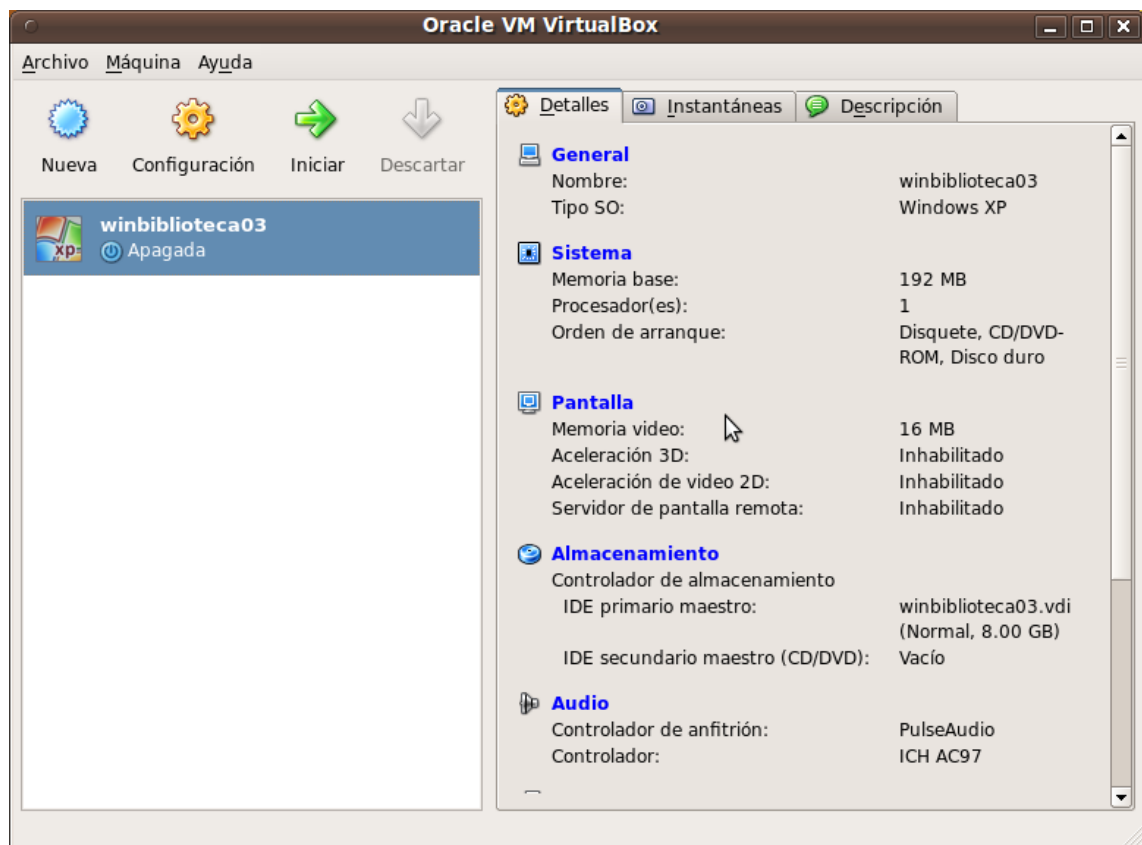 Oracle VM VirtualBox
Archivo Máquina Ayuda
Nueva Configuración Iniciar Descartar
winbiblioteca03
xp
Apagada
Detalles Instantáneas Descripción
General
Nombre: winbiblioteca03
Tipo SO: Windows XP
Sistema
Memoria base: 192 MB
Procesador(es): 1
Orden de arranque: Disquete, CD/DVD-
ROM, Disco duro
Pantalla
Memoria video: 16 MB
Aceleración 3D: Inhabilitado
Aceleración de video 2D: Inhabilitado
Servidor de pantalla remota: Inhabilitado
Almacenamiento
Controlador de almacenamiento
IDE primario maestro: winbiblioteca03.vdi
(Normal, 8.00 GB)
IDE secundario maestro (CD/DVD): Vacío
Audio
Controlador de anfitrión: PulseAudio
Controlador: ICH AC97